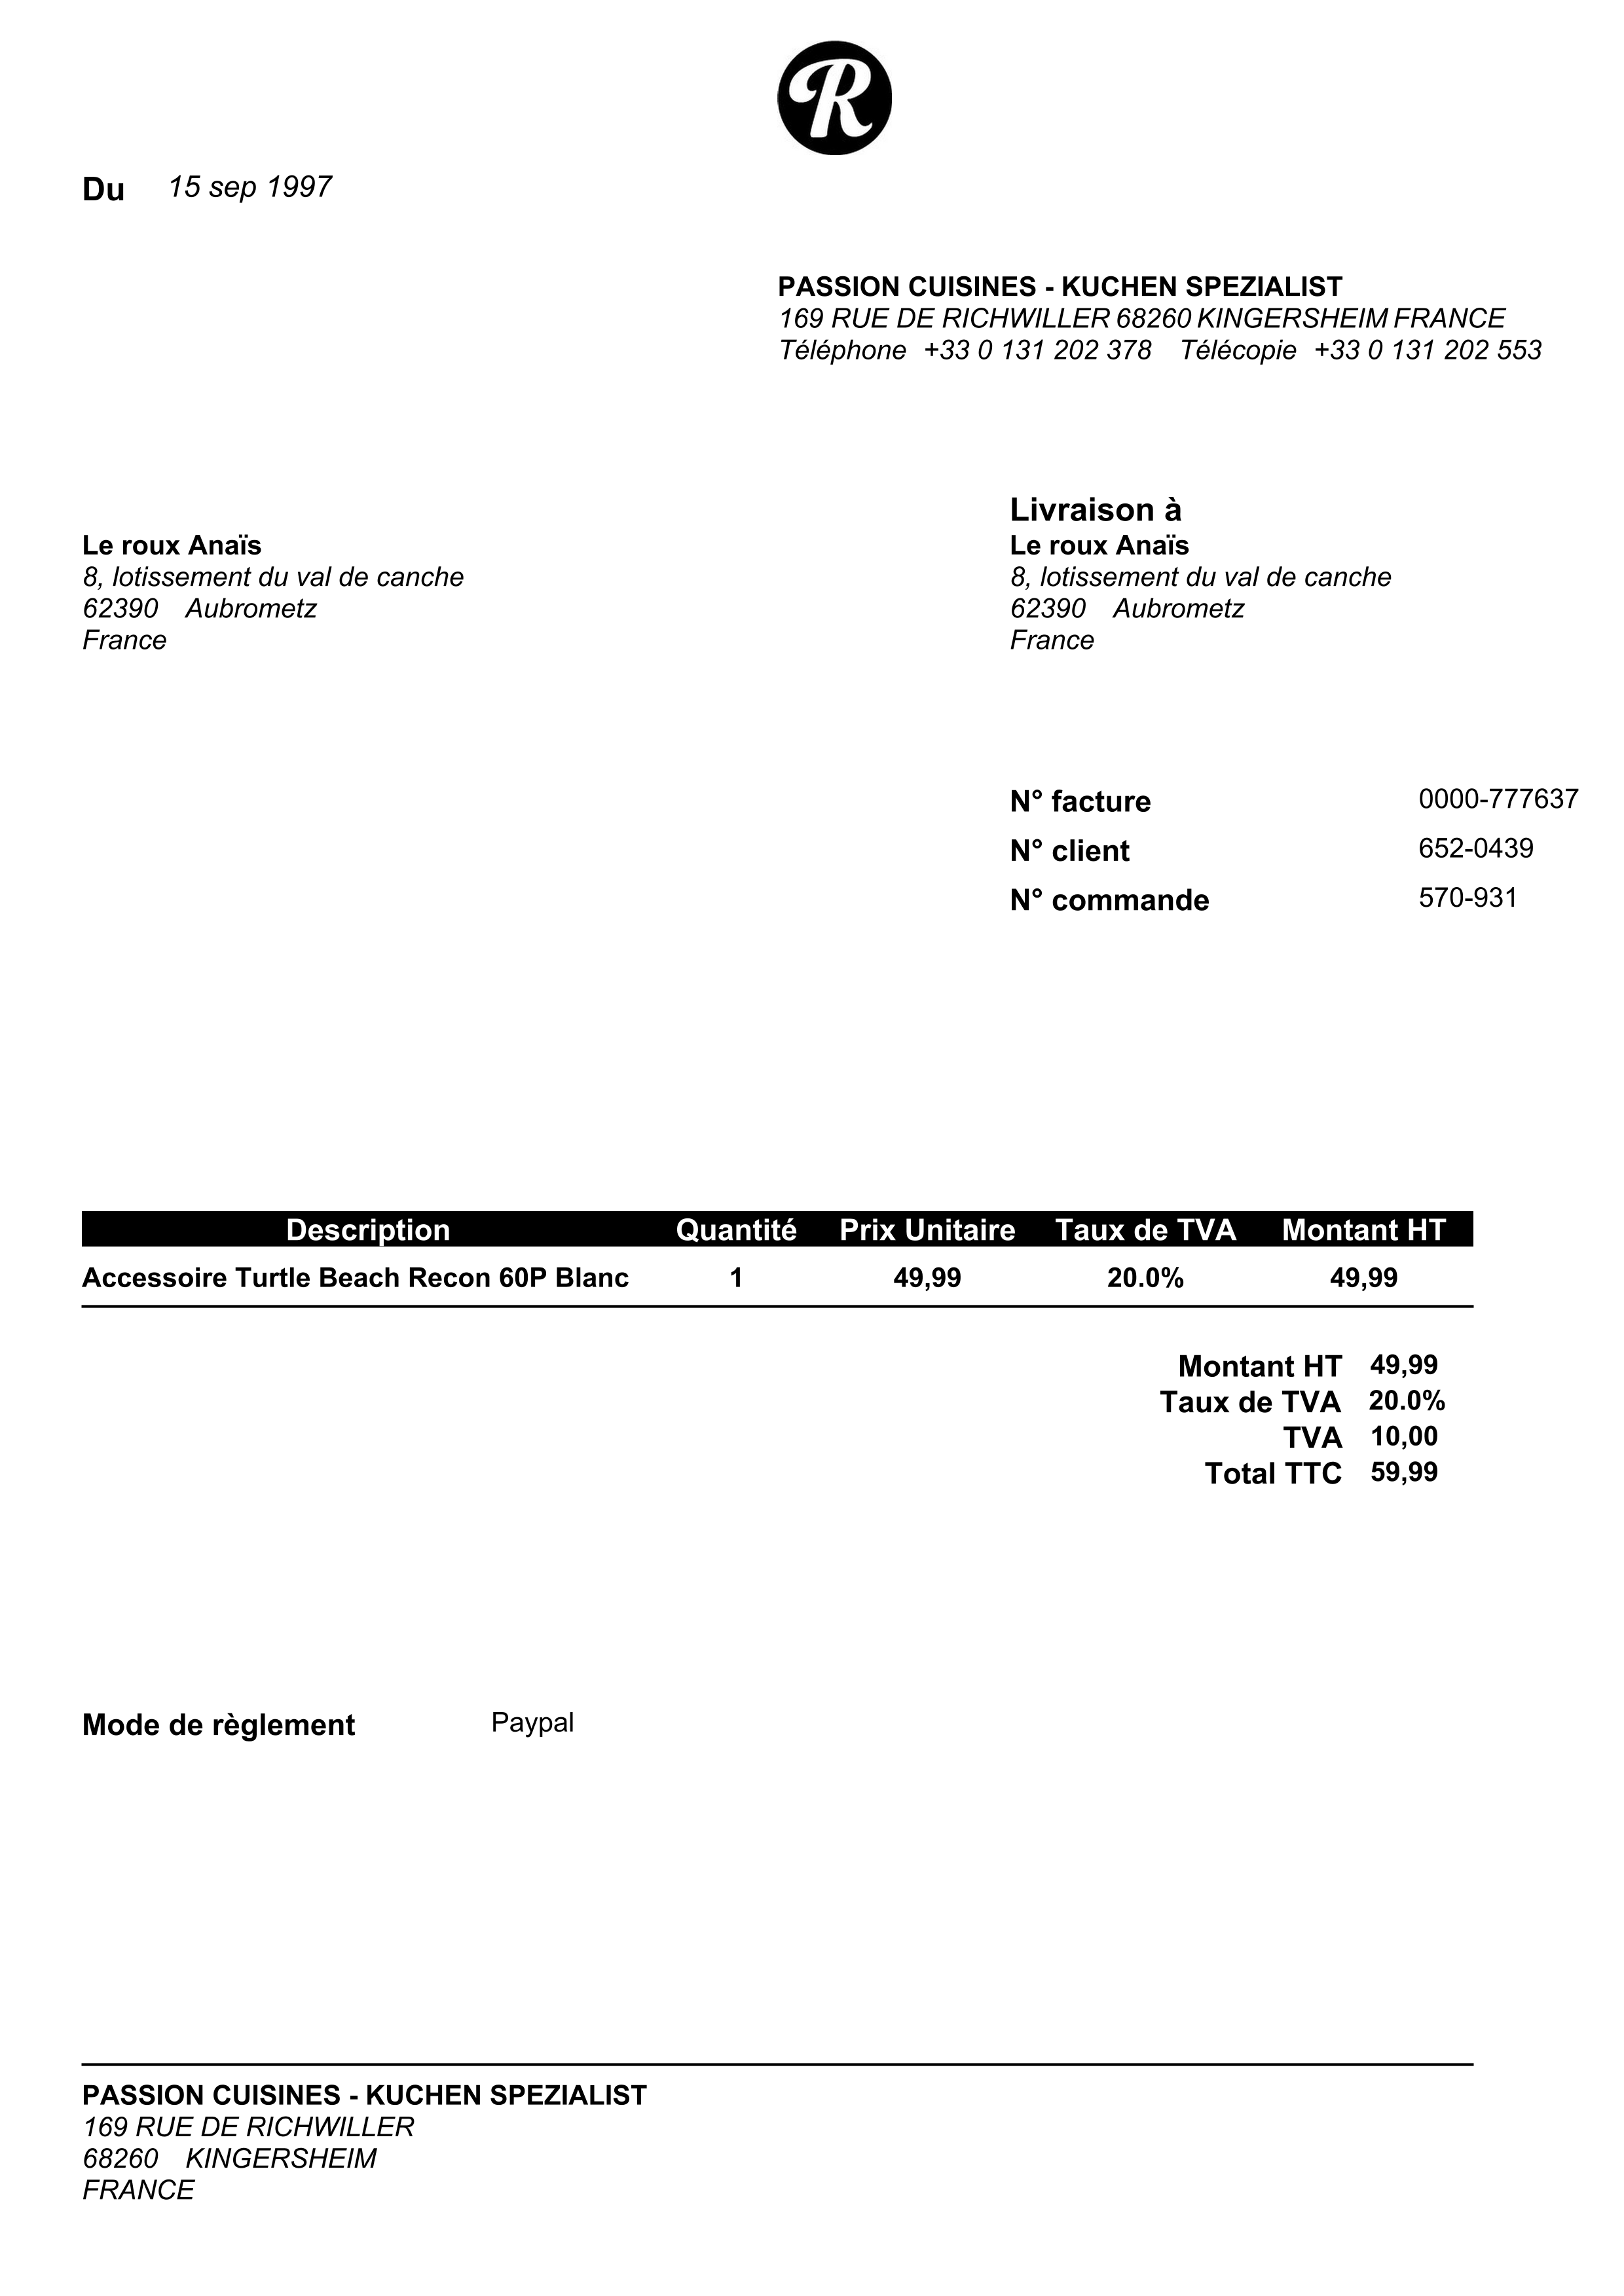 R
Du 15 sep 1997
PASSION CUISINES - KUCHEN SPEZIALIST
169 RUE DE RICHWILLER 68260 KINGERSHEIM FRANCE
Téléphone +33 0 131 202 378 Télécopie +33 0 131 202 553
Le roux Anaïs
8, lotissement du val de canche
62390 Aubrometz
France
Livraison à
Le roux Anaïs
8, lotissement du val de canche
62390 Aubrometz
France
N° facture 0000-777637
N° client 652-0439
N° commande 570-931
Description Quantité Prix Unitaire Taux de TVA Montant HT
Accessoire Turtle Beach Recon 60P Blanc 1 49,99 20.0% 49,99
Montant HT 49,99
Taux de TVA 20.0%
TVA 10,00
Total TTC 59,99
Mode de règlement Paypal
PASSION CUISINES - KUCHEN SPEZIALIST
169 RUE DE RICHWILLER
68260 KINGERSHEIM
FRANCE